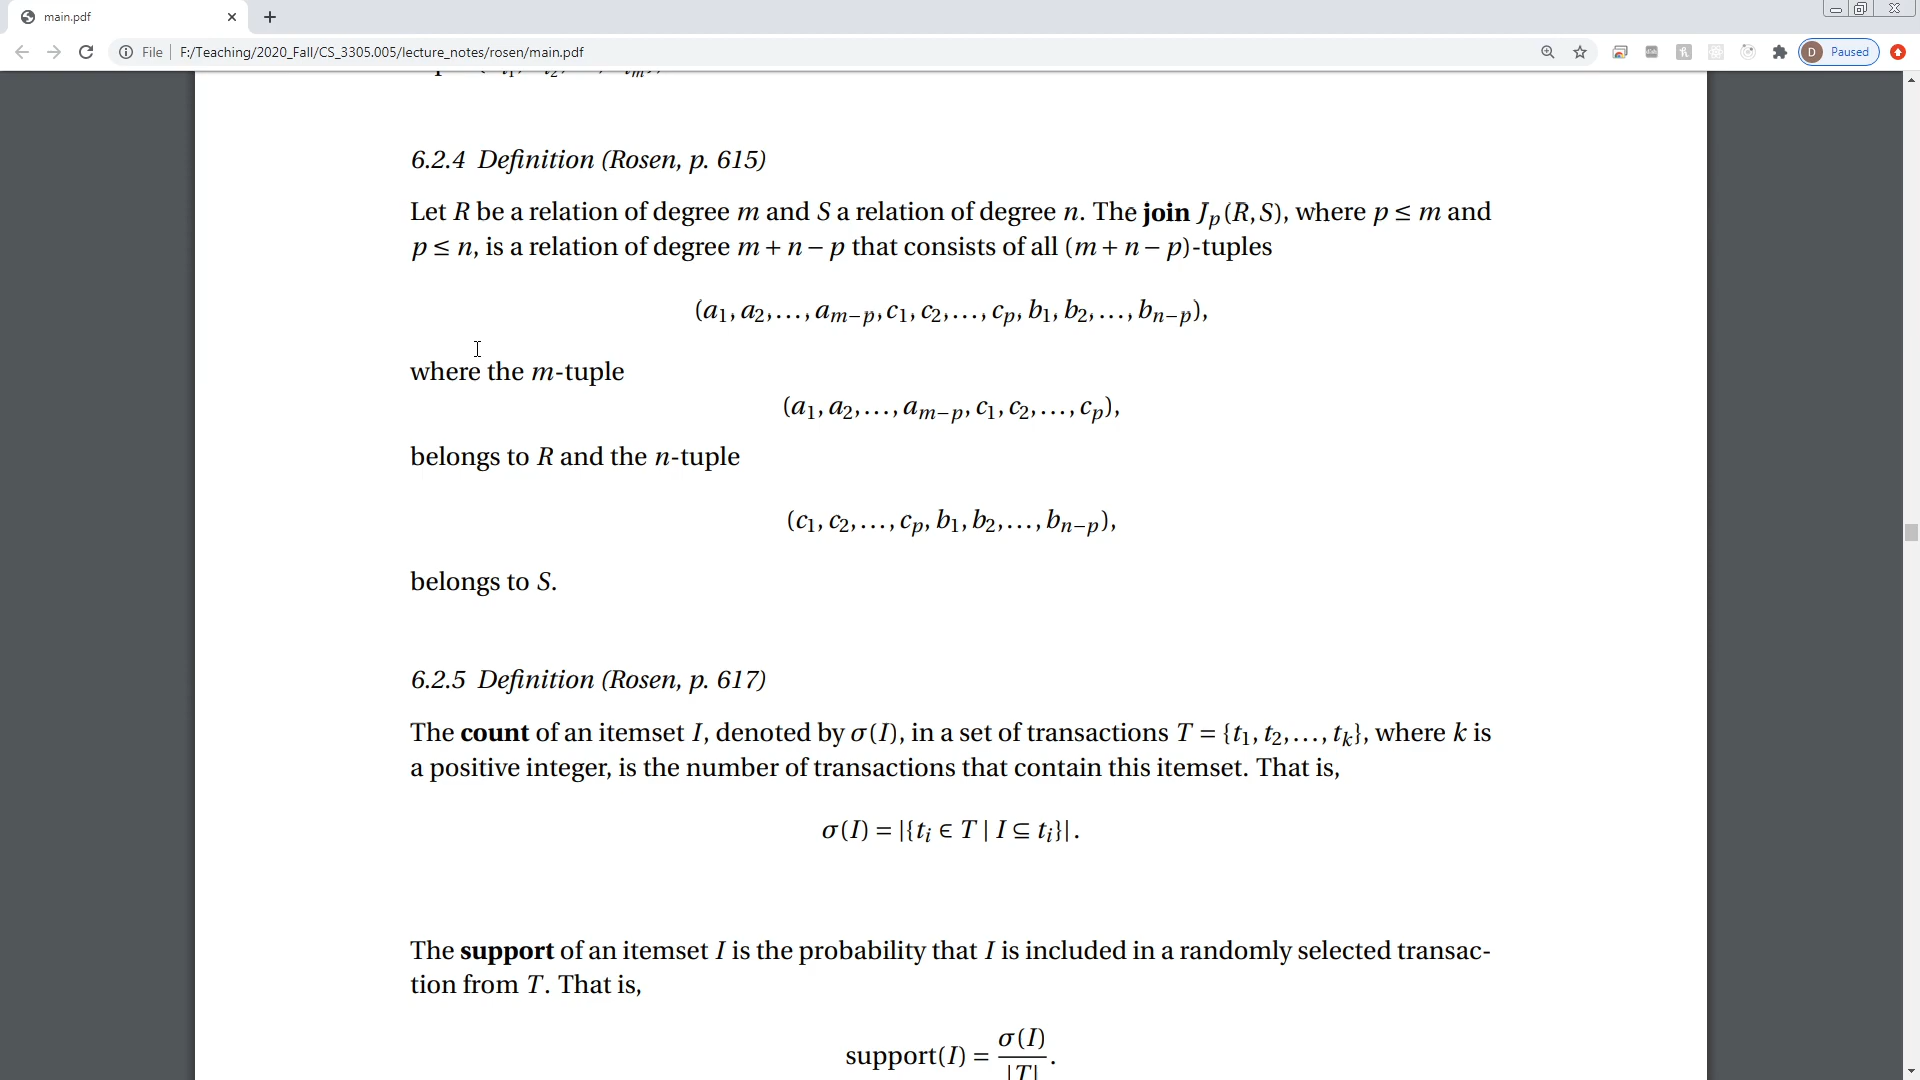 main.pdf
File F:/Teaching/2020_Fall/CS_3305.005/lecture_notes/rosen/main.pdf D Paused
6.2.4 Definition (Rosen, p. 615)
Let R be a relation of degree m and S a relation of degree n. The join J_p(R, S), where p ≤ m and
p ≤ n, is a relation of degree m + n − p that consists of all (m + n − p)-tuples
(a_1, a_2, . . . , a_{m−p}, c_1, c_2, . . . , c_p, b_1, b_2, . . . , b_{n−p}),
where the m-tuple
(a_1, a_2, . . . , a_{m−p}, c_1, c_2, . . . , c_p),
belongs to R and the n-tuple
(c_1, c_2, . . . , c_p, b_1, b_2, . . . , b_{n−p}),
belongs to S.
6.2.5 Definition (Rosen, p. 617)
The count of an itemset I, denoted by σ(I), in a set of transactions T = {t_1, t_2, . . . , t_k}, where k is
a positive integer, is the number of transactions that contain this itemset. That is,
σ(I) = |{t_i ∈ T | I ⊆ t_i}| .
The support of an itemset I is the probability that I is included in a randomly selected transac-
tion from T. That is,
support(I) = σ(I) / |T| .